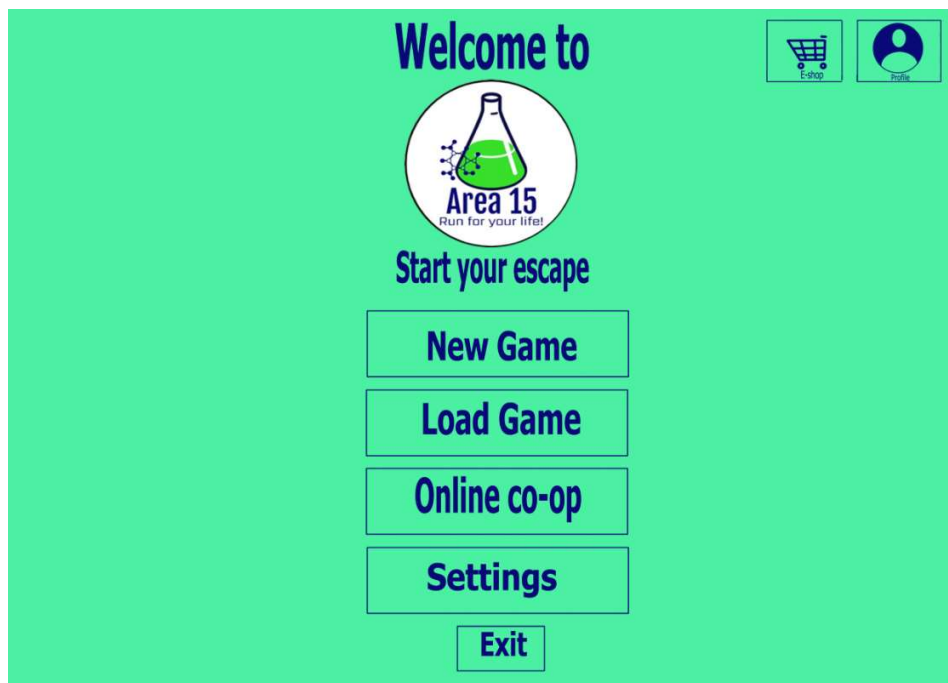 Welcome to
E-shop
Profile
Area 15
Run for your life!
Start your escape
New Game
Load Game
Online co-op
Settings
Exit